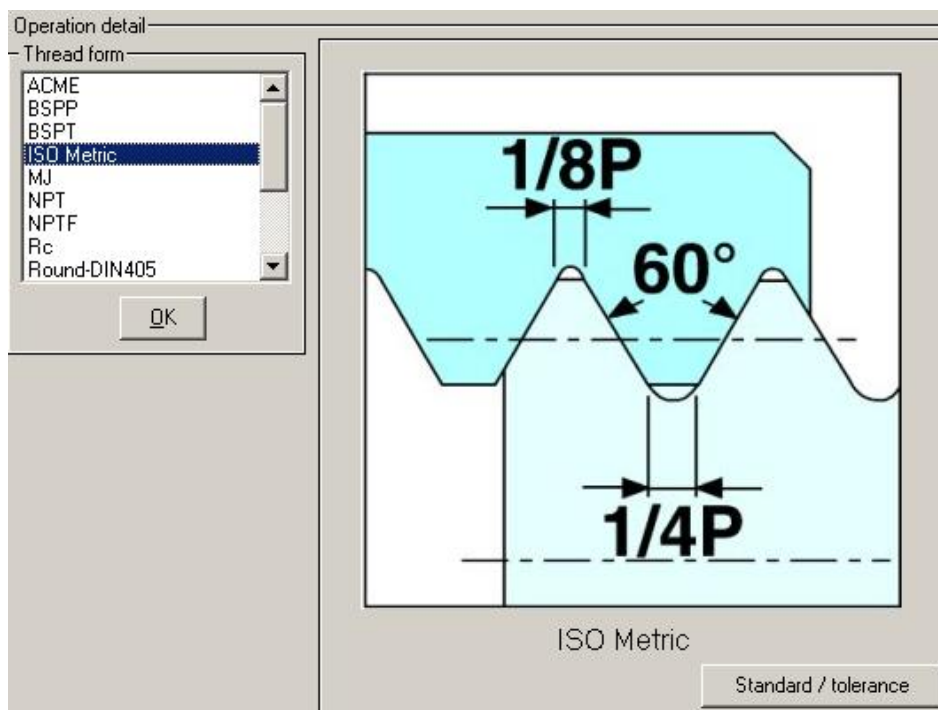 Operation detail
Thread form
ACME
BSPP
BSPT
ISO Metric
MJ
NPT
NPTF
Rc
Round-DIN405
OK
1/8P
60°
1/4P
ISO Metric
Standard / tolerance